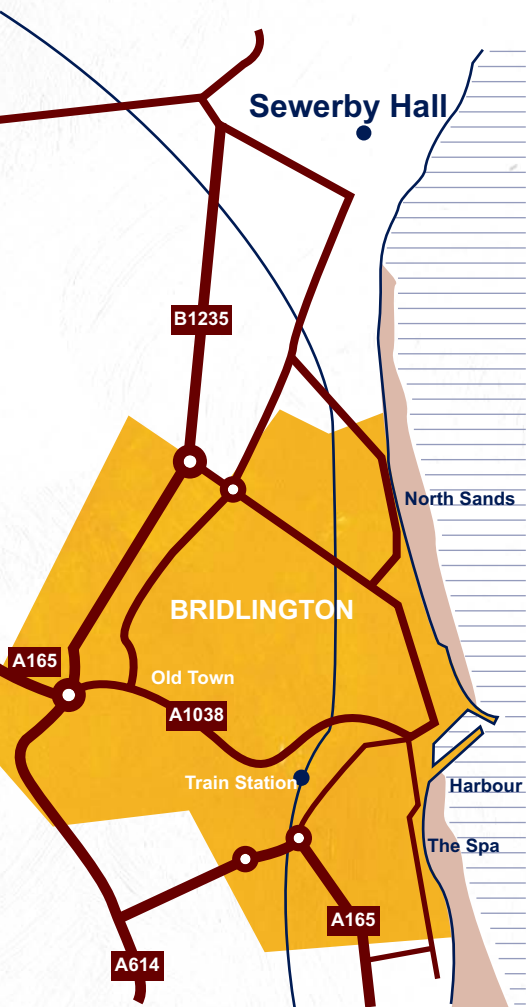 Sewerby Hall
B1235
North Sands
BRIDLINGTON
A165
Old Town
A1038
Train Station
Harbour
The Spa
A165
A614